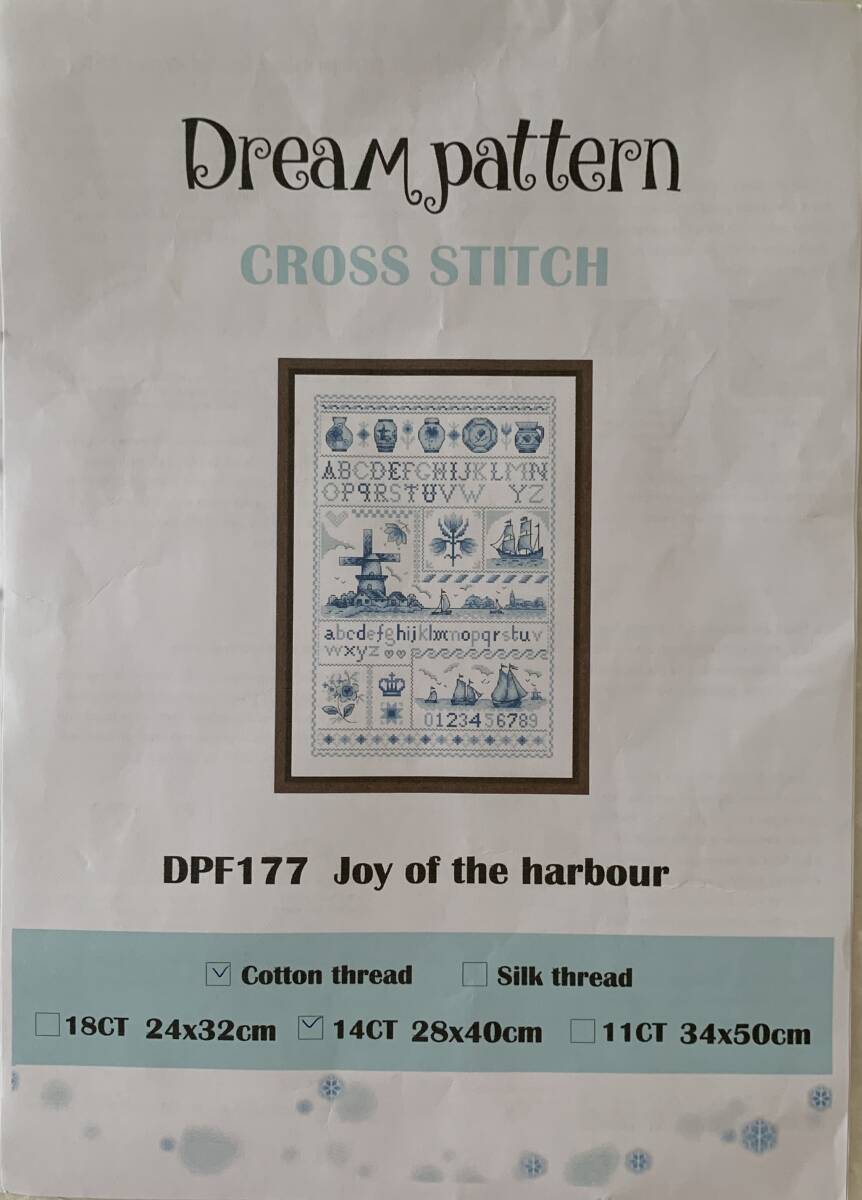 Dream pattern
CROSS STITCH
ABCDEFGHIJKLMN
OPQRSTUVW YZ
abcdefghijklmnopqrstuv
wxyz
0123456789
DPF177 Joy of the harbour
Cotton thread Silk thread
18CT 24x32cm 14CT 28x40cm 11CT 34x50cm